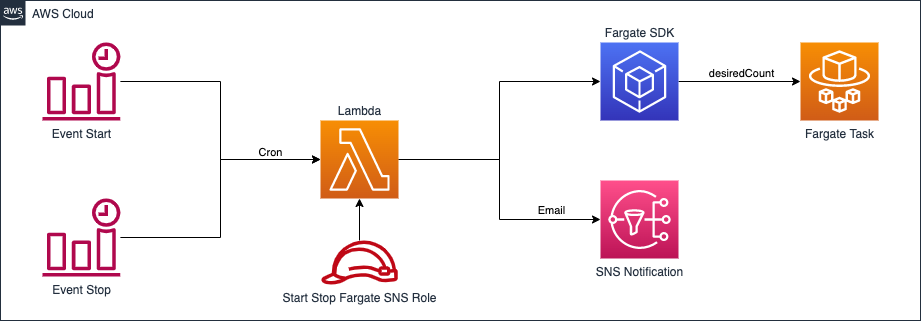 aws
AWS Cloud
Fargate SDK
desiredCount
Event Start
Lambda
Fargate Task
Cron
Email
Event Stop
SNS Notification
Start Stop Fargate SNS Role